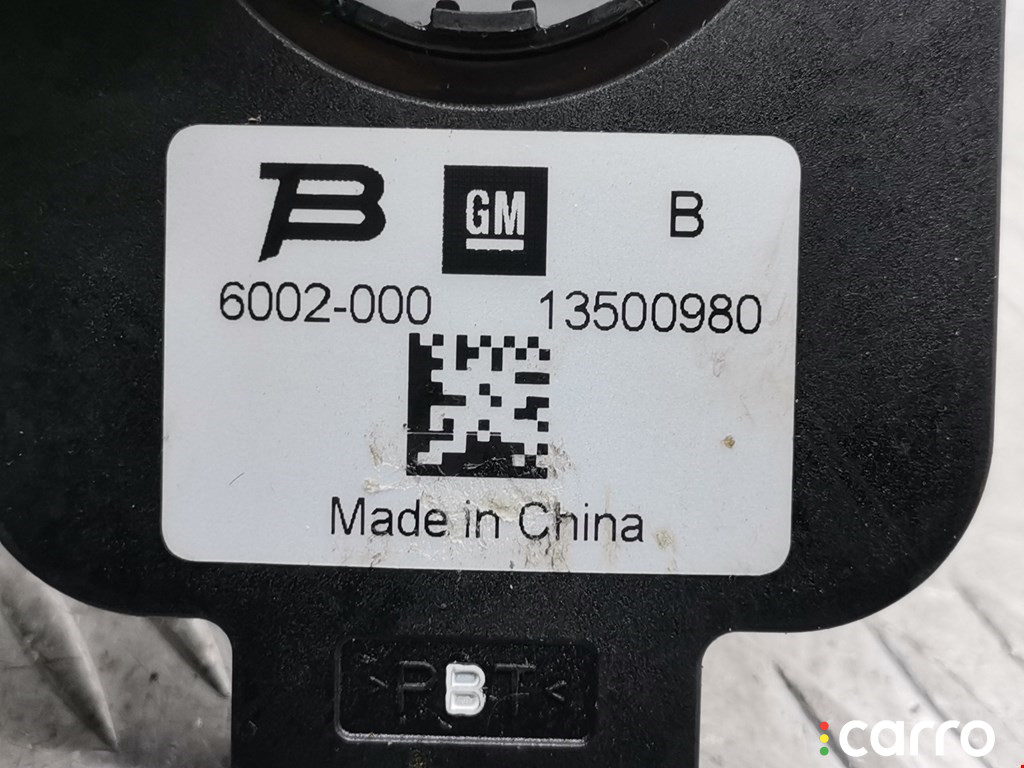 B GM B
6002-000 13500980
Made in China
>PBT<
B
carro